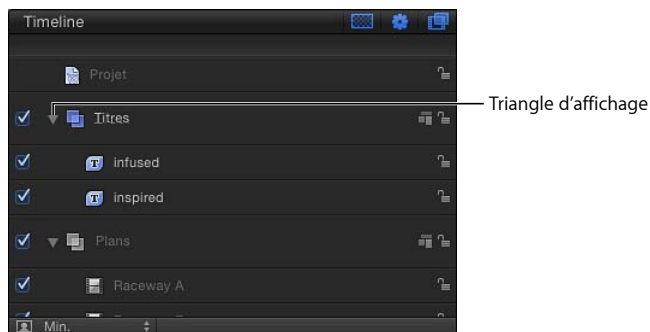 Timeline
Projet
Triangle d’affichage
Titres
infused
inspired
Plans
Raceway A
Min.